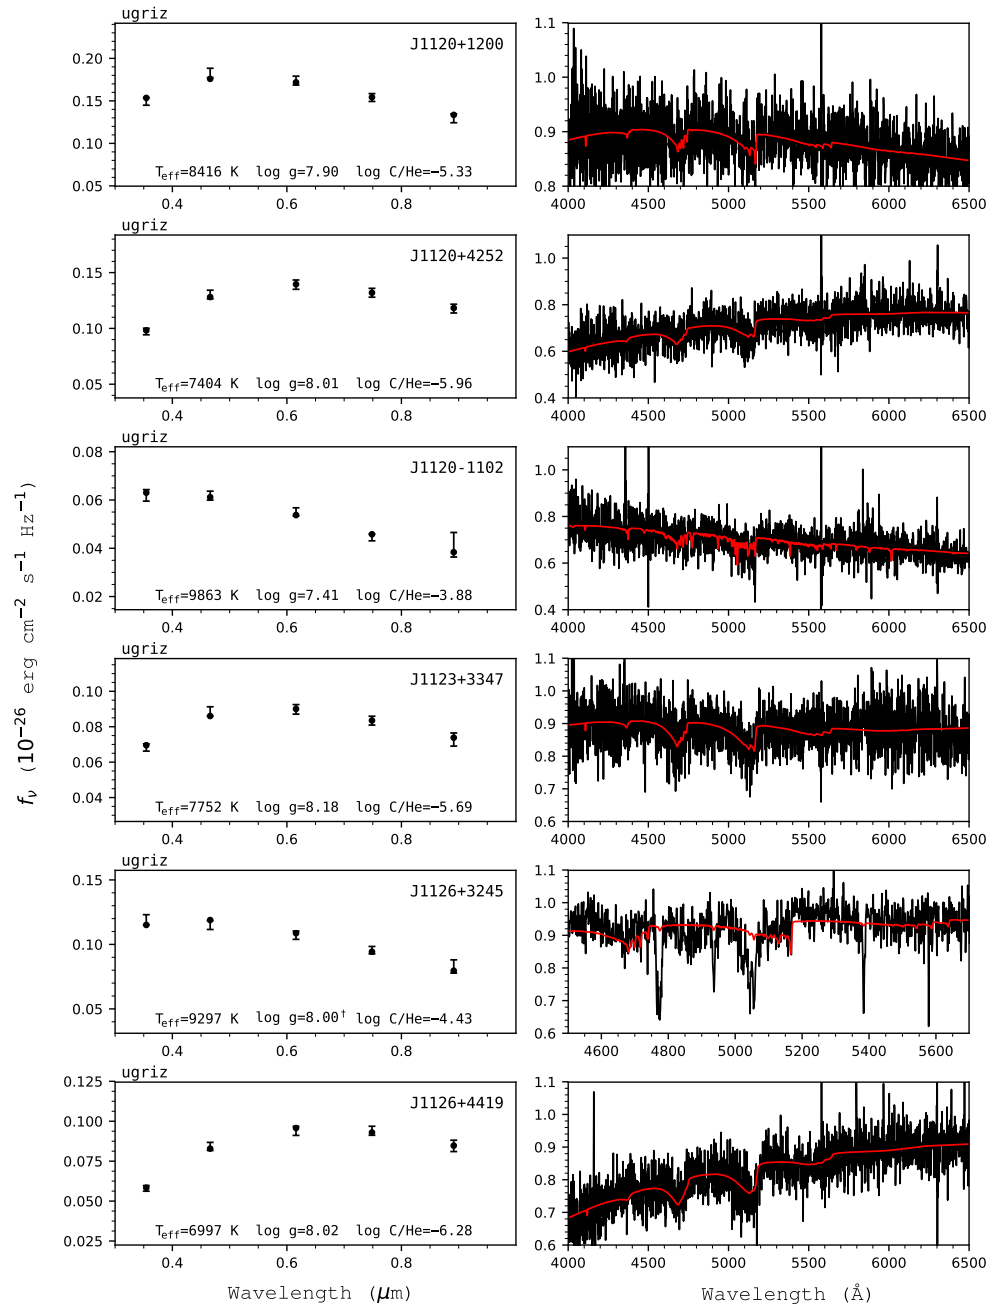 ugriz
J1120+1200
0.20
0.15
0.10
0.05
T_eff=8416 K log g=7.90 log C/He=−5.33
0.4 0.6 0.8
1.1
1.0
0.9
0.8
4000 4500 5000 5500 6000 6500
ugriz
J1120+4252
0.15
0.10
0.05
T_eff=7404 K log g=8.01 log C/He=−5.96
0.4 0.6 0.8
1.0
0.8
0.6
0.4
4000 4500 5000 5500 6000 6500
ugriz
J1120-1102
0.08
0.06
0.04
0.02
T_eff=9863 K log g=7.41 log C/He=−3.88
0.4 0.6 0.8
1.0
0.8
0.6
0.4
4000 4500 5000 5500 6000 6500
ugriz
J1123+3347
0.10
0.08
0.06
0.04
T_eff=7752 K log g=8.18 log C/He=−5.69
0.4 0.6 0.8
1.1
1.0
0.9
0.8
0.7
0.6
4000 4500 5000 5500 6000 6500
ugriz
J1126+3245
0.15
0.10
0.05
T_eff=9297 K log g=8.00† log C/He=−4.43
0.4 0.6 0.8
1.1
1.0
0.9
0.8
0.7
0.6
4600 4800 5000 5200 5400 5600
ugriz
J1126+4419
0.125
0.100
0.075
0.050
0.025
T_eff=6997 K log g=8.02 log C/He=−6.28
0.4 0.6 0.8
1.1
1.0
0.9
0.8
0.7
0.6
4000 4500 5000 5500 6000 6500
f_ν (10⁻²⁶ erg cm⁻² s⁻¹ Hz⁻¹)
Wavelength (μm)
Wavelength (Å)